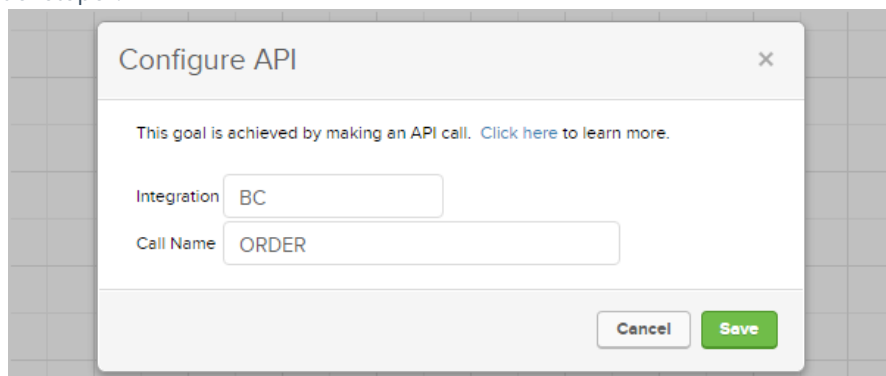 Configure API
×
This goal is achieved by making an API call. Click here to learn more.
Integration BC
Call Name ORDER
Cancel Save